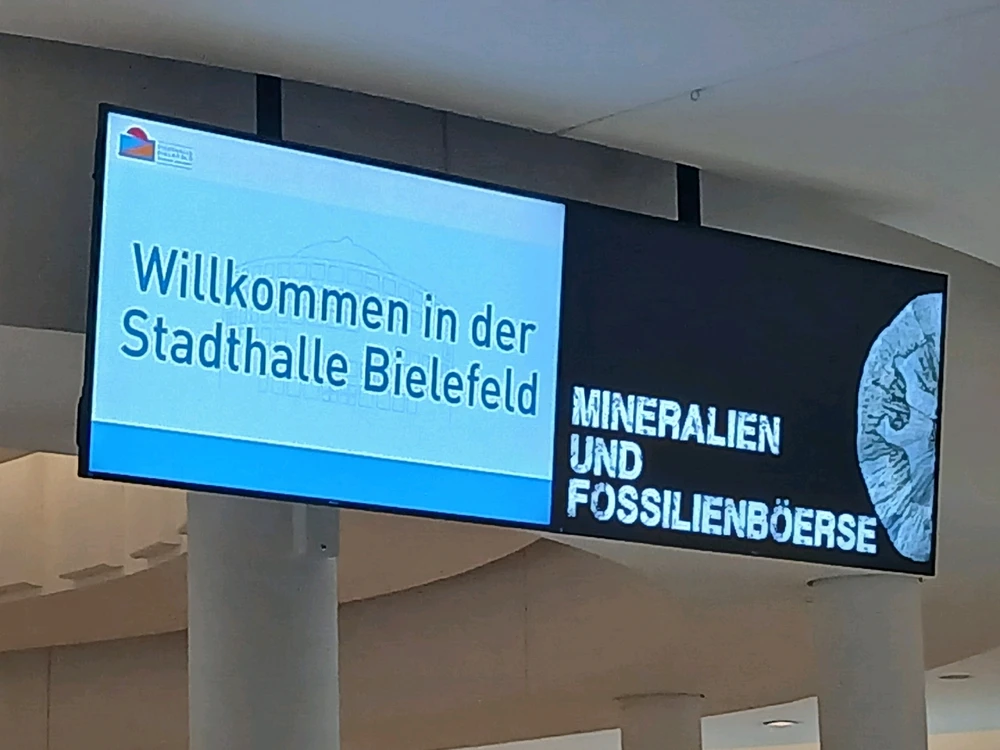 Willkommen in der
Stadthalle Bielefeld
MINERALIEN
UND
FOSSILIENBÖERSE